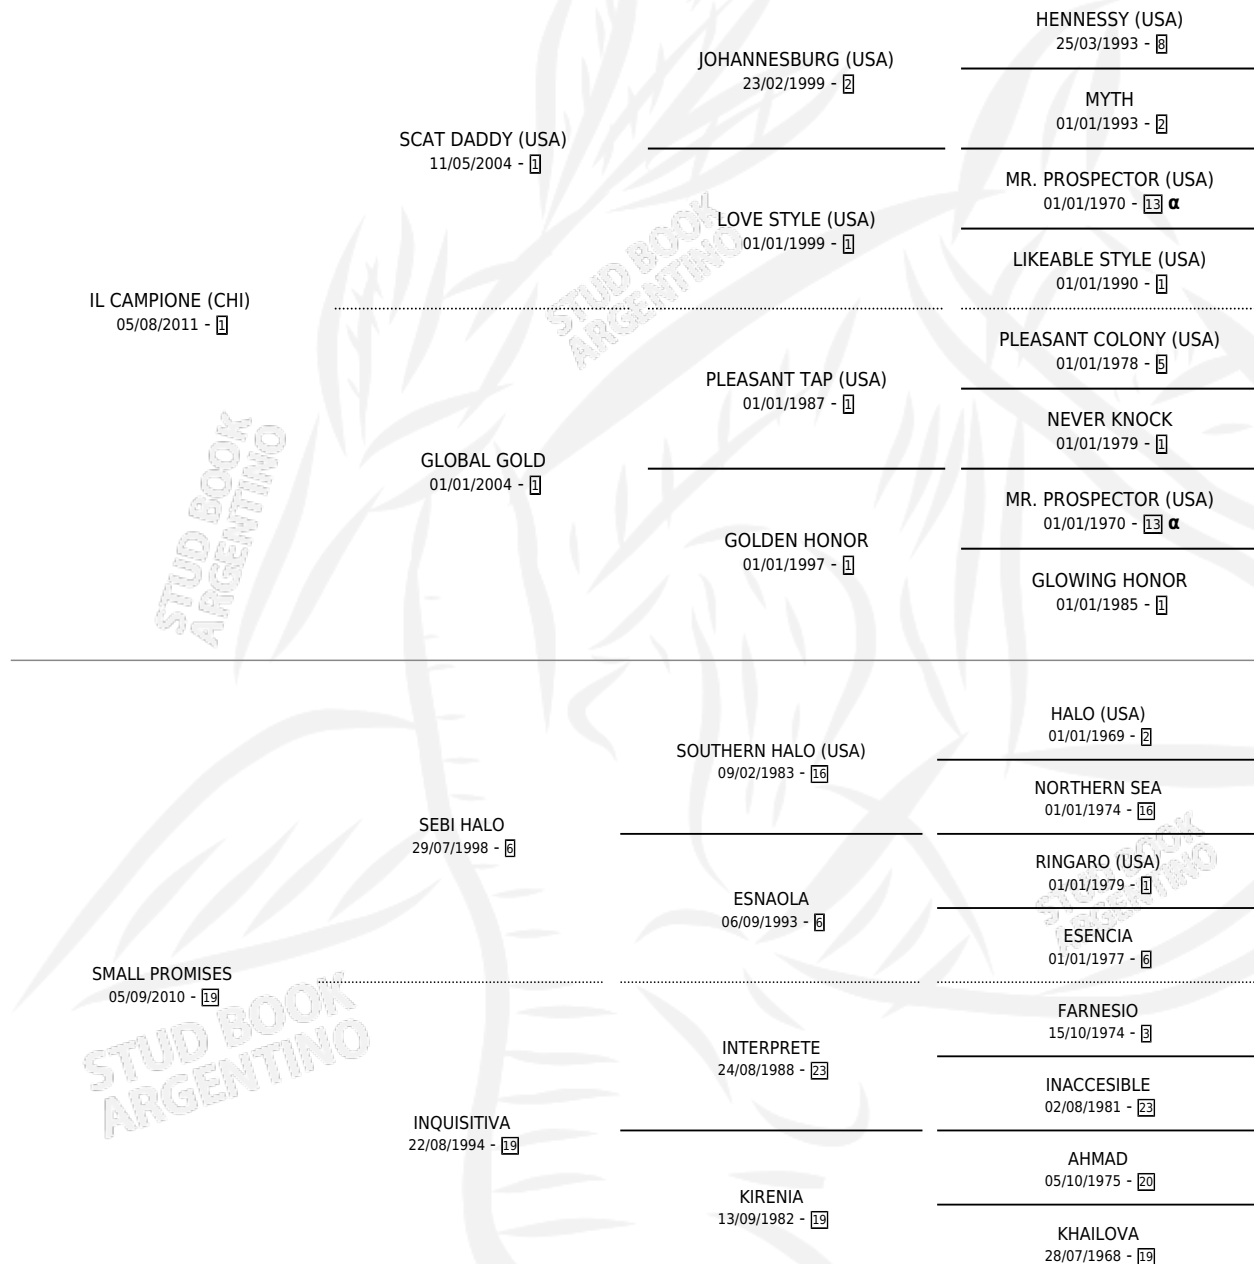 HENNESSY (USA)
25/03/1993 - 8
JOHANNESBURG (USA)
23/02/1999 - 2
MYTH
01/01/1993 - 2
SCAT DADDY (USA)
11/05/2004 - 1
MR. PROSPECTOR (USA)
01/01/1970 - 13 α
LOVE STYLE (USA)
01/01/1999 - 1
LIKEABLE STYLE (USA)
01/01/1990 - 1
IL CAMPIONE (CHI)
05/08/2011 - 1
PLEASANT COLONY (USA)
01/01/1978 - 5
PLEASANT TAP (USA)
01/01/1987 - 1
NEVER KNOCK
01/01/1979 - 1
GLOBAL GOLD
01/01/2004 - 1
MR. PROSPECTOR (USA)
01/01/1970 - 13 α
GOLDEN HONOR
01/01/1997 - 1
GLOWING HONOR
01/01/1985 - 1
HALO (USA)
01/01/1969 - 2
SOUTHERN HALO (USA)
09/02/1983 - 16
NORTHERN SEA
01/01/1974 - 16
SEBI HALO
29/07/1998 - 6
RINGARO (USA)
01/01/1979 - 1
ESNAOLA
06/09/1993 - 6
ESENCIA
01/01/1977 - 6
SMALL PROMISES
05/09/2010 - 19
FARNESIO
15/10/1974 - 3
INTERPRETE
24/08/1988 - 23
INACCESIBLE
02/08/1981 - 23
INQUISITIVA
22/08/1994 - 19
AHMAD
05/10/1975 - 20
KIRENIA
13/09/1982 - 19
KHAILOVA
28/07/1968 - 19
STUD BOOK
ARGENTINO
STUD BOOK
ARGENTINO
STUD BOOK
ARGENTINO
STUD BOOK
ARGENTINO